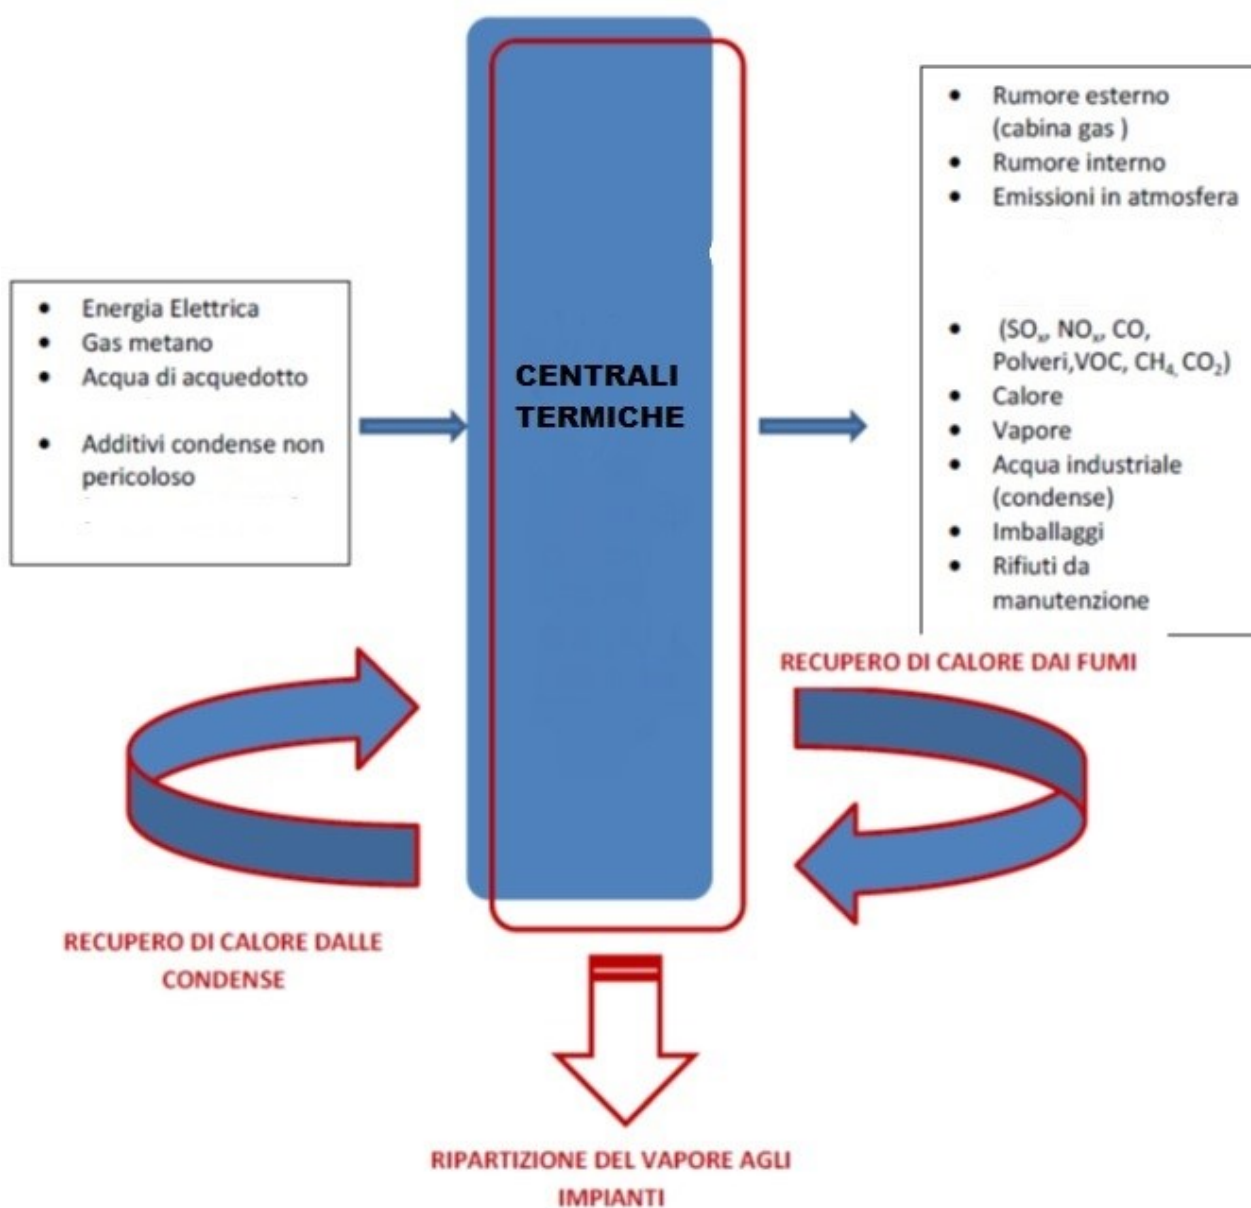 Rumore esterno
(cabina gas )
Rumore interno
Emissioni in atmosfera
(SOₓ, NOₓ, CO,
Polveri,VOC, CH₄, CO₂)
Calore
Vapore
Acqua industriale
(condense)
Imballaggi
Rifiuti da
manutenzione
Energia Elettrica
Gas metano
Acqua di acquedotto
Additivi condense non
pericoloso
CENTRALI
TERMICHE
RECUPERO DI CALORE DAI FUMI
RECUPERO DI CALORE DALLE
CONDENSE
RIPARTIZIONE DEL VAPORE AGLI
IMPIANTI